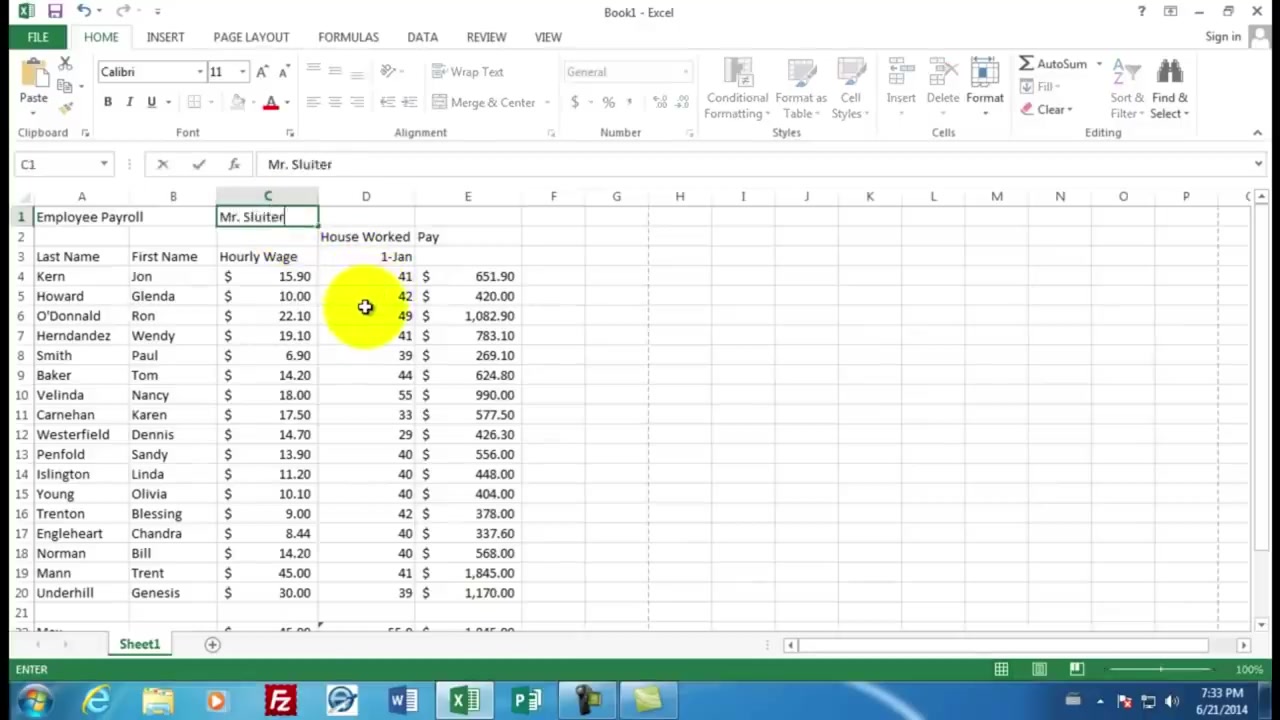 Book1 - Excel
?
FILE HOME INSERT PAGE LAYOUT FORMULAS DATA REVIEW VIEW Sign in
Calibri 11 A A Wrap Text General AutoSum
Paste B I U A Merge & Center $ % Conditional Formatting Format as Table Cell Styles Insert Delete Format Fill Clear Sort & Filter Find & Select
Clipboard Font Alignment Number Styles Cells Editing
C1 fx Mr. Sluiter
A B C D E F G H I J K L M N O P
1 Employee Payroll Mr. Sluiter
2 House Worked Pay
3 Last Name First Name Hourly Wage 1-Jan
4 Kern Jon $ 15.90 41 $ 651.90
5 Howard Glenda $ 10.00 42 $ 420.00
6 O'Donnald Ron $ 22.10 49 $ 1,082.90
7 Herndandez Wendy $ 19.10 41 $ 783.10
8 Smith Paul $ 6.90 39 $ 269.10
9 Baker Tom $ 14.20 44 $ 624.80
10 Velinda Nancy $ 18.00 55 $ 990.00
11 Carnehan Karen $ 17.50 33 $ 577.50
12 Westerfield Dennis $ 14.70 29 $ 426.30
13 Penfold Sandy $ 13.90 40 $ 556.00
14 Islington Linda $ 11.20 40 $ 448.00
15 Young Olivia $ 10.10 40 $ 404.00
16 Trenton Blessing $ 9.00 42 $ 378.00
17 Engleheart Chandra $ 8.44 40 $ 337.60
18 Norman Bill $ 14.20 40 $ 568.00
19 Mann Trent $ 45.00 41 $ 1,845.00
20 Underhill Genesis $ 30.00 39 $ 1,170.00
21
Sheet1
ENTER 100%
7:33 PM
6/21/2014